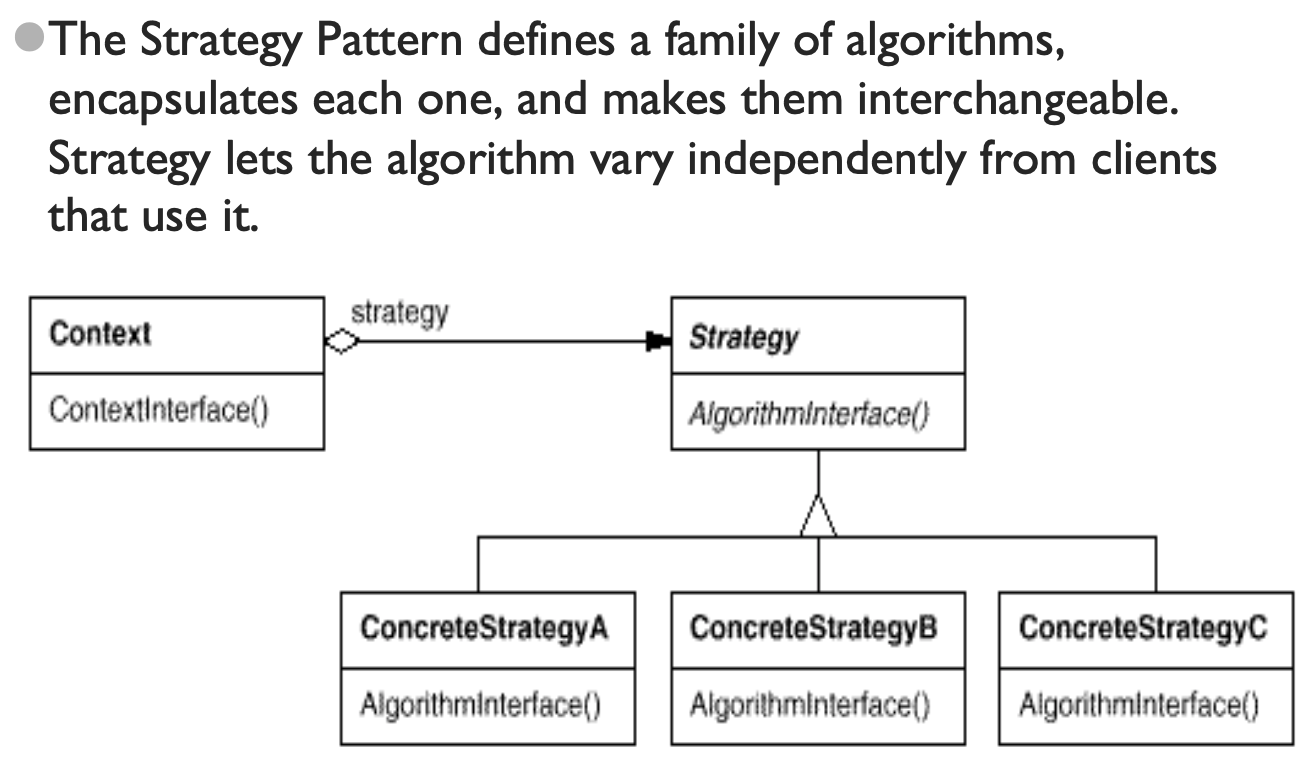 The Strategy Pattern defines a family of algorithms,
encapsulates each one, and makes them interchangeable.
Strategy lets the algorithm vary independently from clients
that use it.
Context
strategy
Strategy
ContextInterface()
AlgorithmInterface()
ConcreteStrategyA
ConcreteStrategyB
ConcreteStrategyC
AlgorithmInterface()
AlgorithmInterface()
AlgorithmInterface()